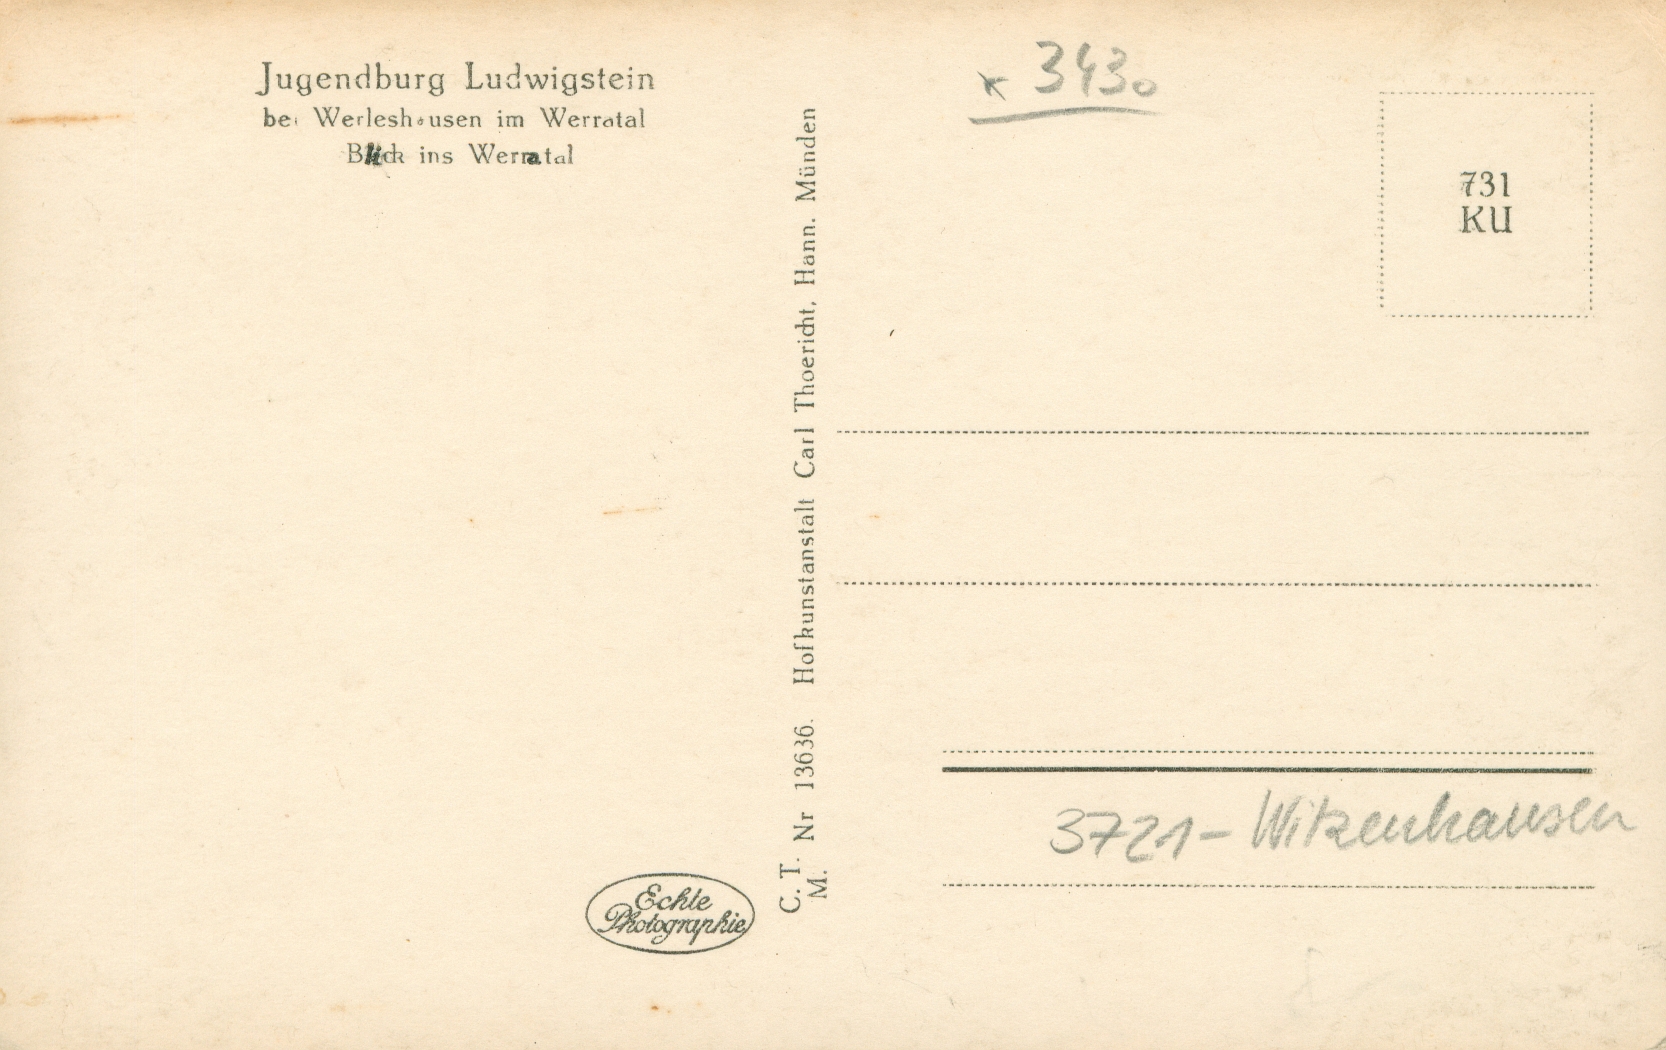 Jugendburg Ludwigstein
bei Werleshausen im Werratal
Blick ins Werratal
* 3430
731
KU
C. T. M. Nr 13636. Hofkunstanstalt Carl Thoericht, Hann. Münden
3721 - Witzenhausen
Echte
Photographie